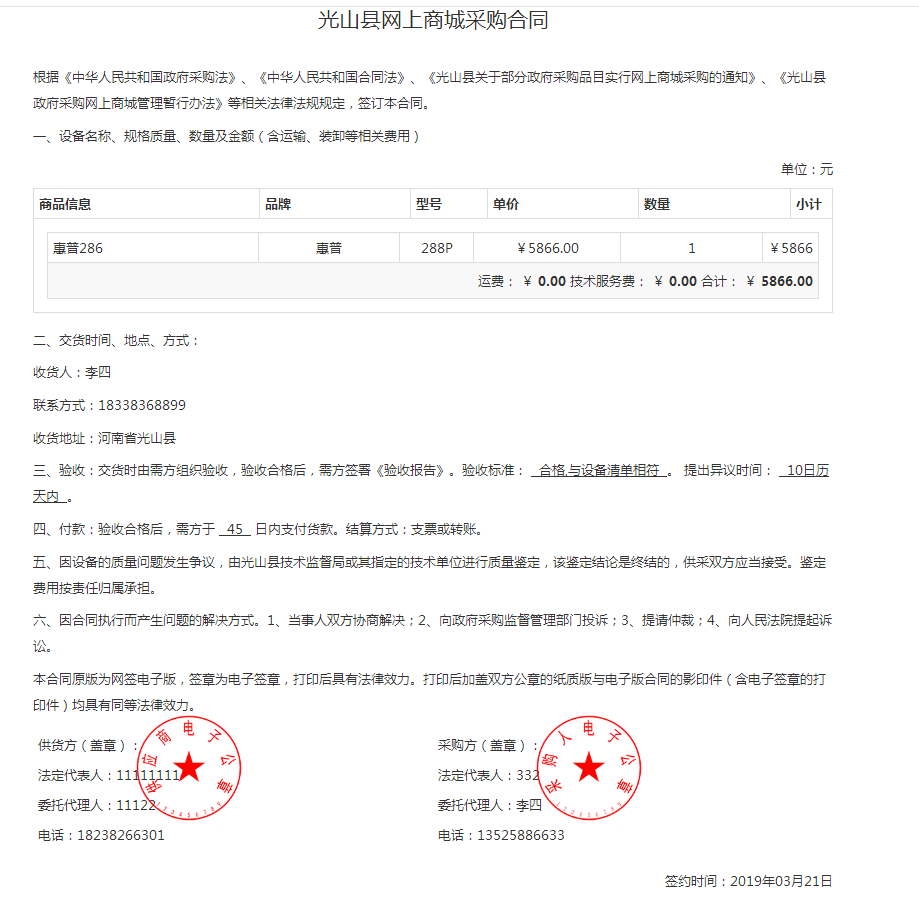 光山县网上商城采购合同
根据《中华人民共和国政府采购法》、《中华人民共和国合同法》、《光山县关于部分政府采购品目实行网上商城采购的通知》、《光山县
政府采购网上商城管理暂行办法》等相关法律法规规定，签订本合同。
一、设备名称、规格质量、数量及金额（含运输、装卸等相关费用）
单位：元
商品信息 品牌 型号 单价 数量 小计
惠普286 惠普 288P ￥5866.00 1 ￥5866
运费： ￥ 0.00 技术服务费： ￥ 0.00 合计： ￥ 5866.00
二、交货时间、地点、方式：
收货人：李四
联系方式：18338368899
收货地址：河南省光山县
三、验收：交货时由需方组织验收，验收合格后，需方签署《验收报告》。验收标准： 合格,与设备清单相符 。 提出异议时间： 10日历
天内 。
四、付款：验收合格后，需方于 45 日内支付货款。结算方式：支票或转账。
五、因设备的质量问题发生争议，由光山县技术监督局或其指定的技术单位进行质量鉴定，该鉴定结论是终结的，供采双方应当接受。鉴定
费用按责任归属承担。
六、因合同执行而产生问题的解决方式。1、当事人双方协商解决；2、向政府采购监督管理部门投诉；3、提请仲裁；4、向人民法院提起诉
讼。
本合同原版为网签电子版，签章为电子签章，打印后具有法律效力。打印后加盖双方公章的纸质版与电子版合同的影印件（含电子签章的打
印件）均具有同等法律效力。
供货方（盖章）： 采购方（盖章）：
法定代表人：11111111 法定代表人：332
委托代理人：11122 委托代理人：李四
电话：18238266301 电话：13525886633
供应商电子公章
123456789
采购人电子公章
123456789
签约时间：2019年03月21日